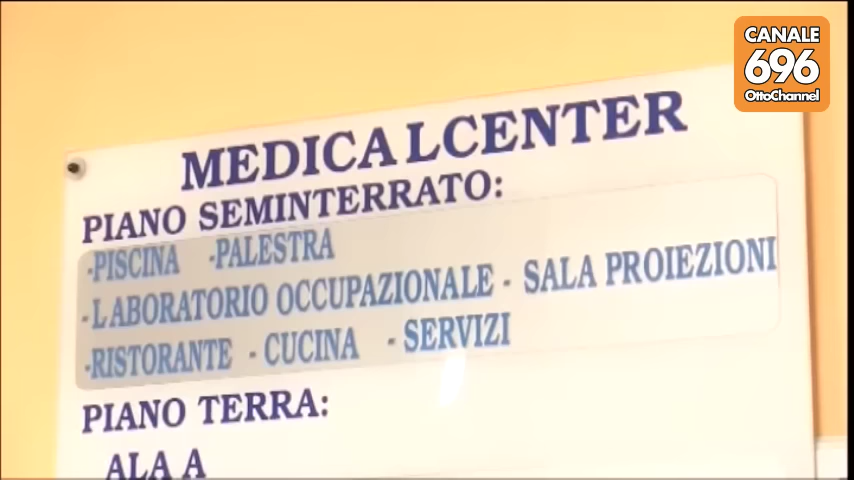 CANALE
696
OttoChannel
MEDICALCENTER
PIANO SEMINTERRATO:
-PISCINA -PALESTRA
-LABORATORIO OCCUPAZIONALE - SALA PROIEZIONI
-RISTORANTE - CUCINA - SERVIZI
PIANO TERRA:
ALA A